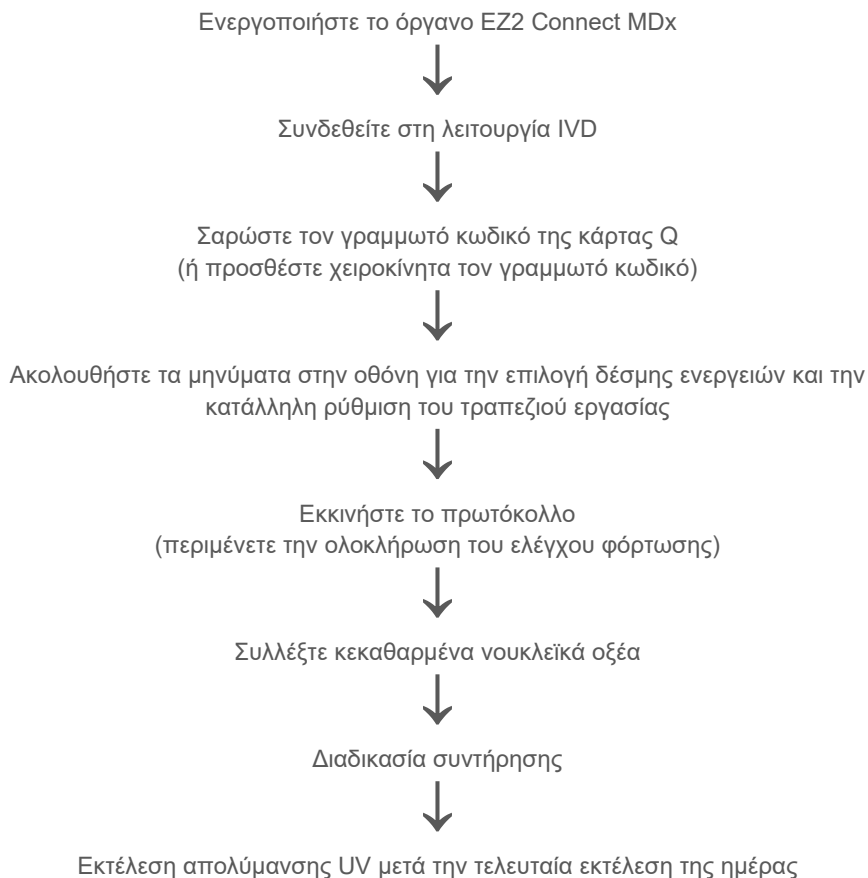 Ενεργοποιήστε το όργανο EZ2 Connect MDx
Συνδεθείτε στη λειτουργία IVD
Σαρώστε τον γραμμωτό κωδικό της κάρτας Q
(ή προσθέστε χειροκίνητα τον γραμμωτό κωδικό)
Ακολουθήστε τα μηνύματα στην οθόνη για την επιλογή δέσμης ενεργειών και την
κατάλληλη ρύθμιση του τραπεζιού εργασίας
Εκκινήστε το πρωτόκολλο
(περιμένετε την ολοκλήρωση του ελέγχου φόρτωσης)
Συλλέξτε κεκαθαρμένα νουκλεϊκά οξέα
Διαδικασία συντήρησης
Εκτέλεση απολύμανσης UV μετά την τελευταία εκτέλεση της ημέρας